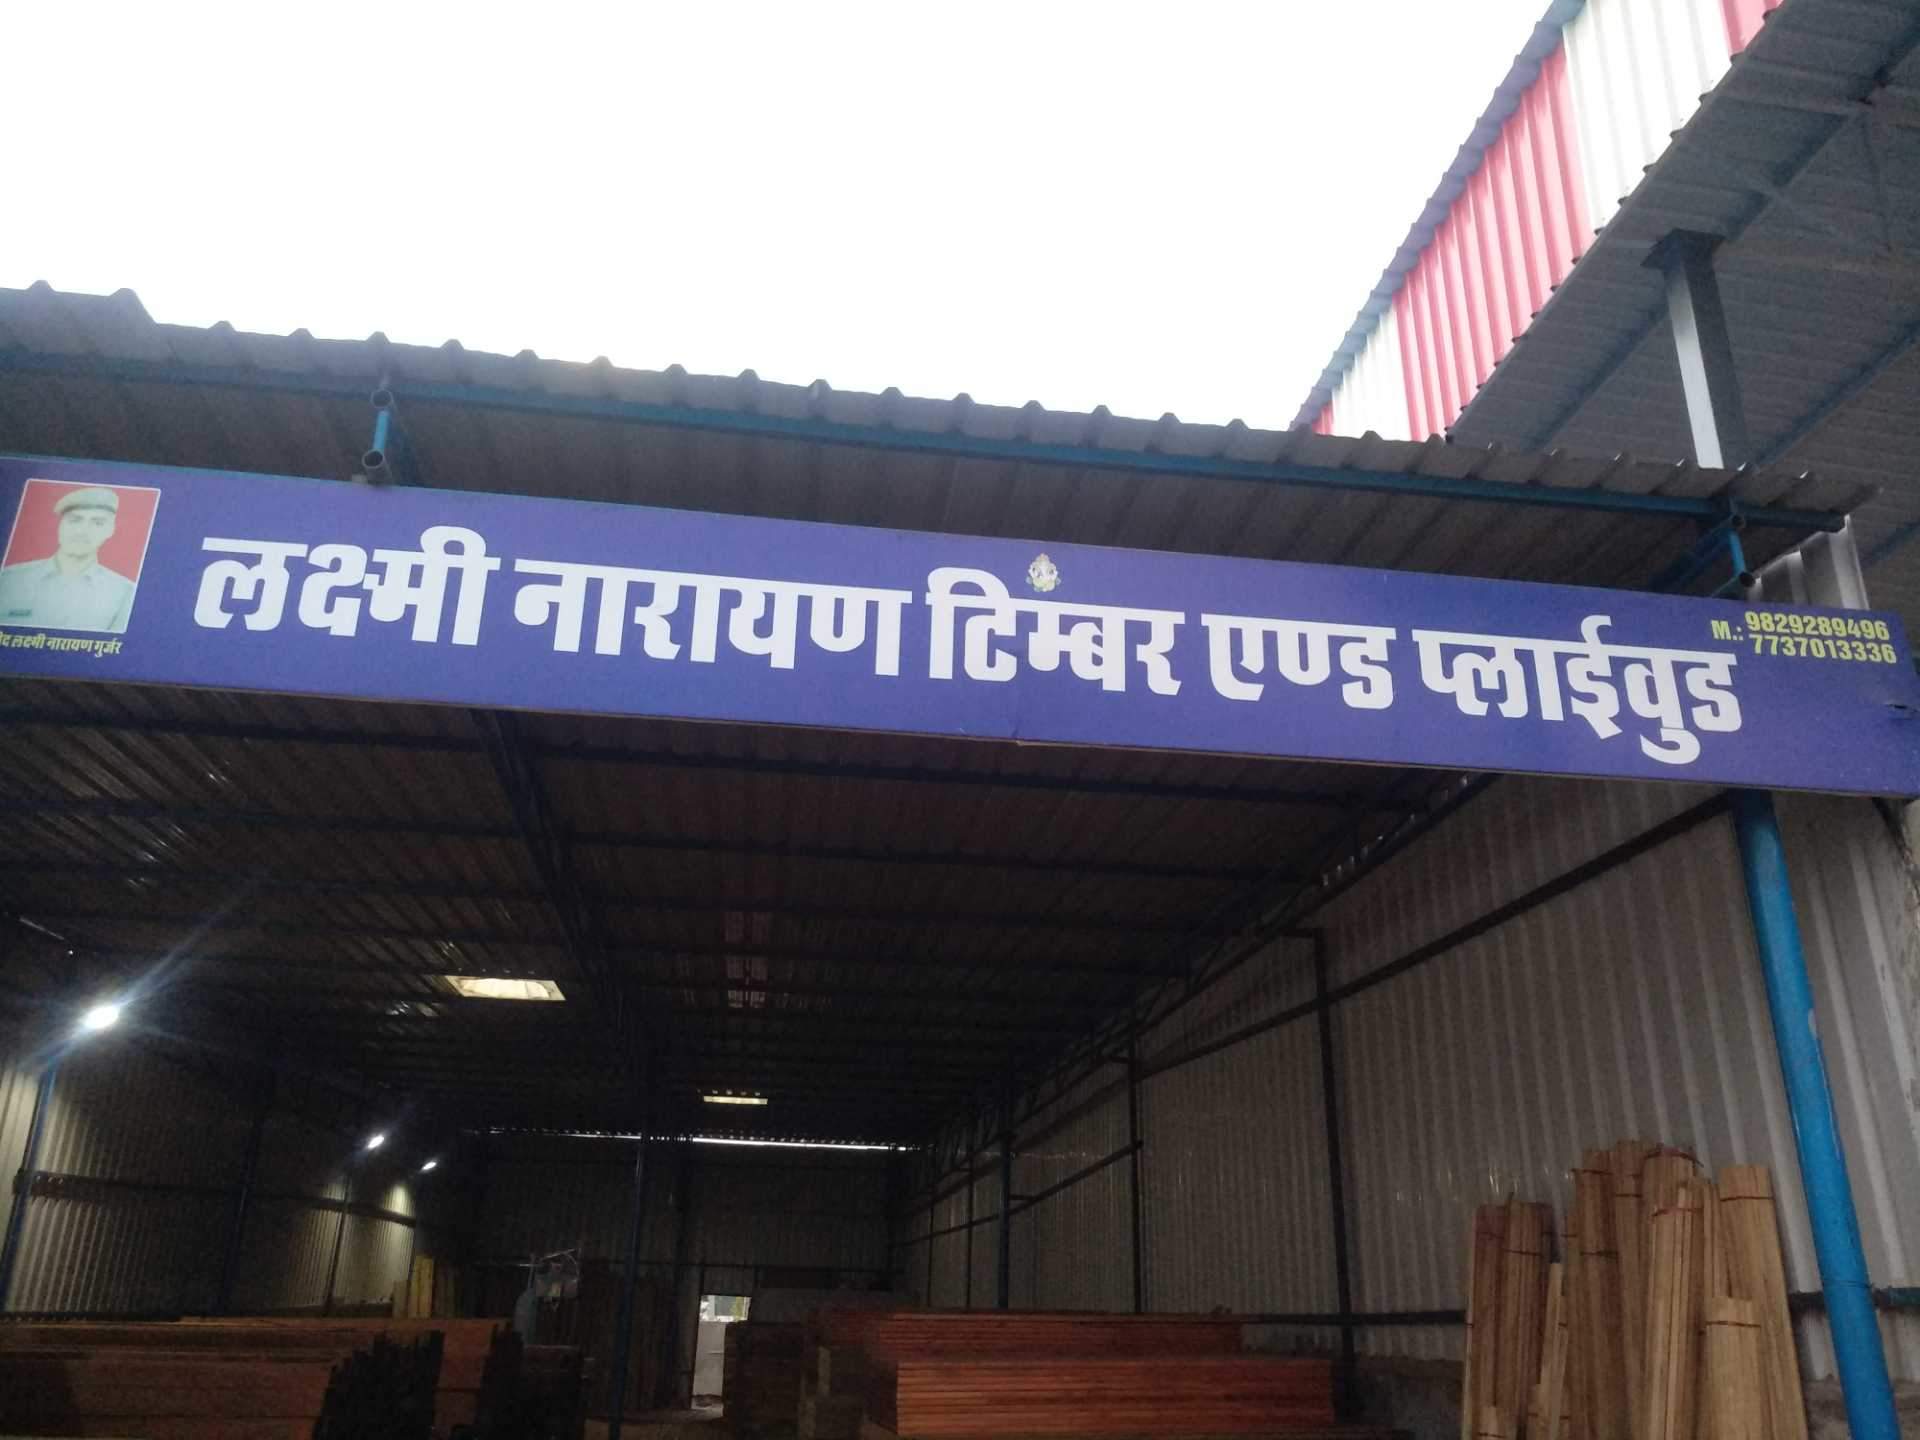 लक्ष्मी नारायण टिम्बर एण्ड प्लाईवुड
M.: 9829289496
7737013336
लक्ष्मी नारायण गुर्जर